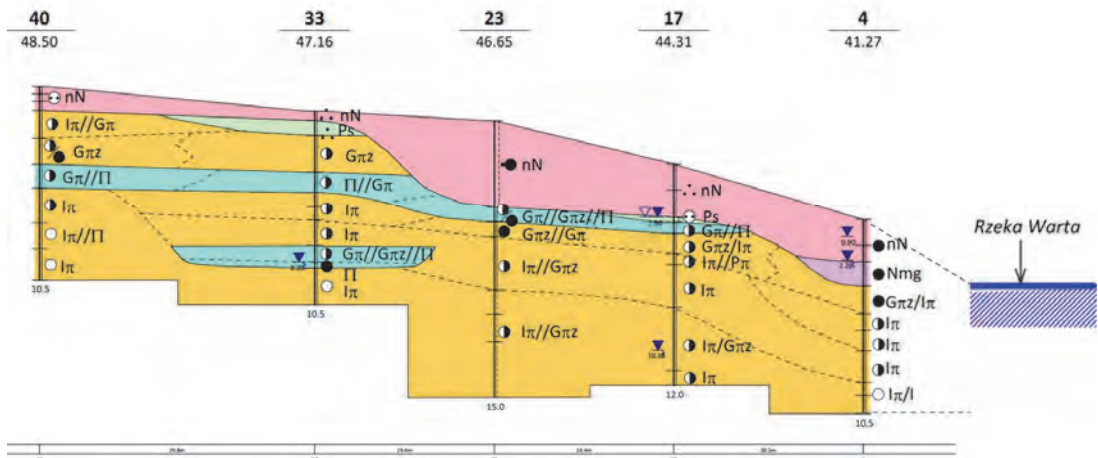 40 33 23 17 4
48.50 47.16 46.65 44.31 41.27
nN
Iπ//Gπ
Gπz
Gπ//Π
Iπ
Iπ//Π
Iπ
10.5
nN
Ps
Gπz
Π//Gπ
Iπ
Iπ
Gπ//Gπz//Π
Π
Iπ
10.5
nN
Gπ//Gπz//Π
Gπz//Gπ
Iπ//Gπz
Iπ//Gπz
15.0
nN
Ps
Gπ//Π
Gπz/Iπ
Iπ//Pπ
Iπ
Iπ/Gπz
Iπ
12.0
0.90
nN
Nmg
Gπz/Iπ
Iπ
Iπ
Iπ
Iπ/I
10.5
Rzeka Warta